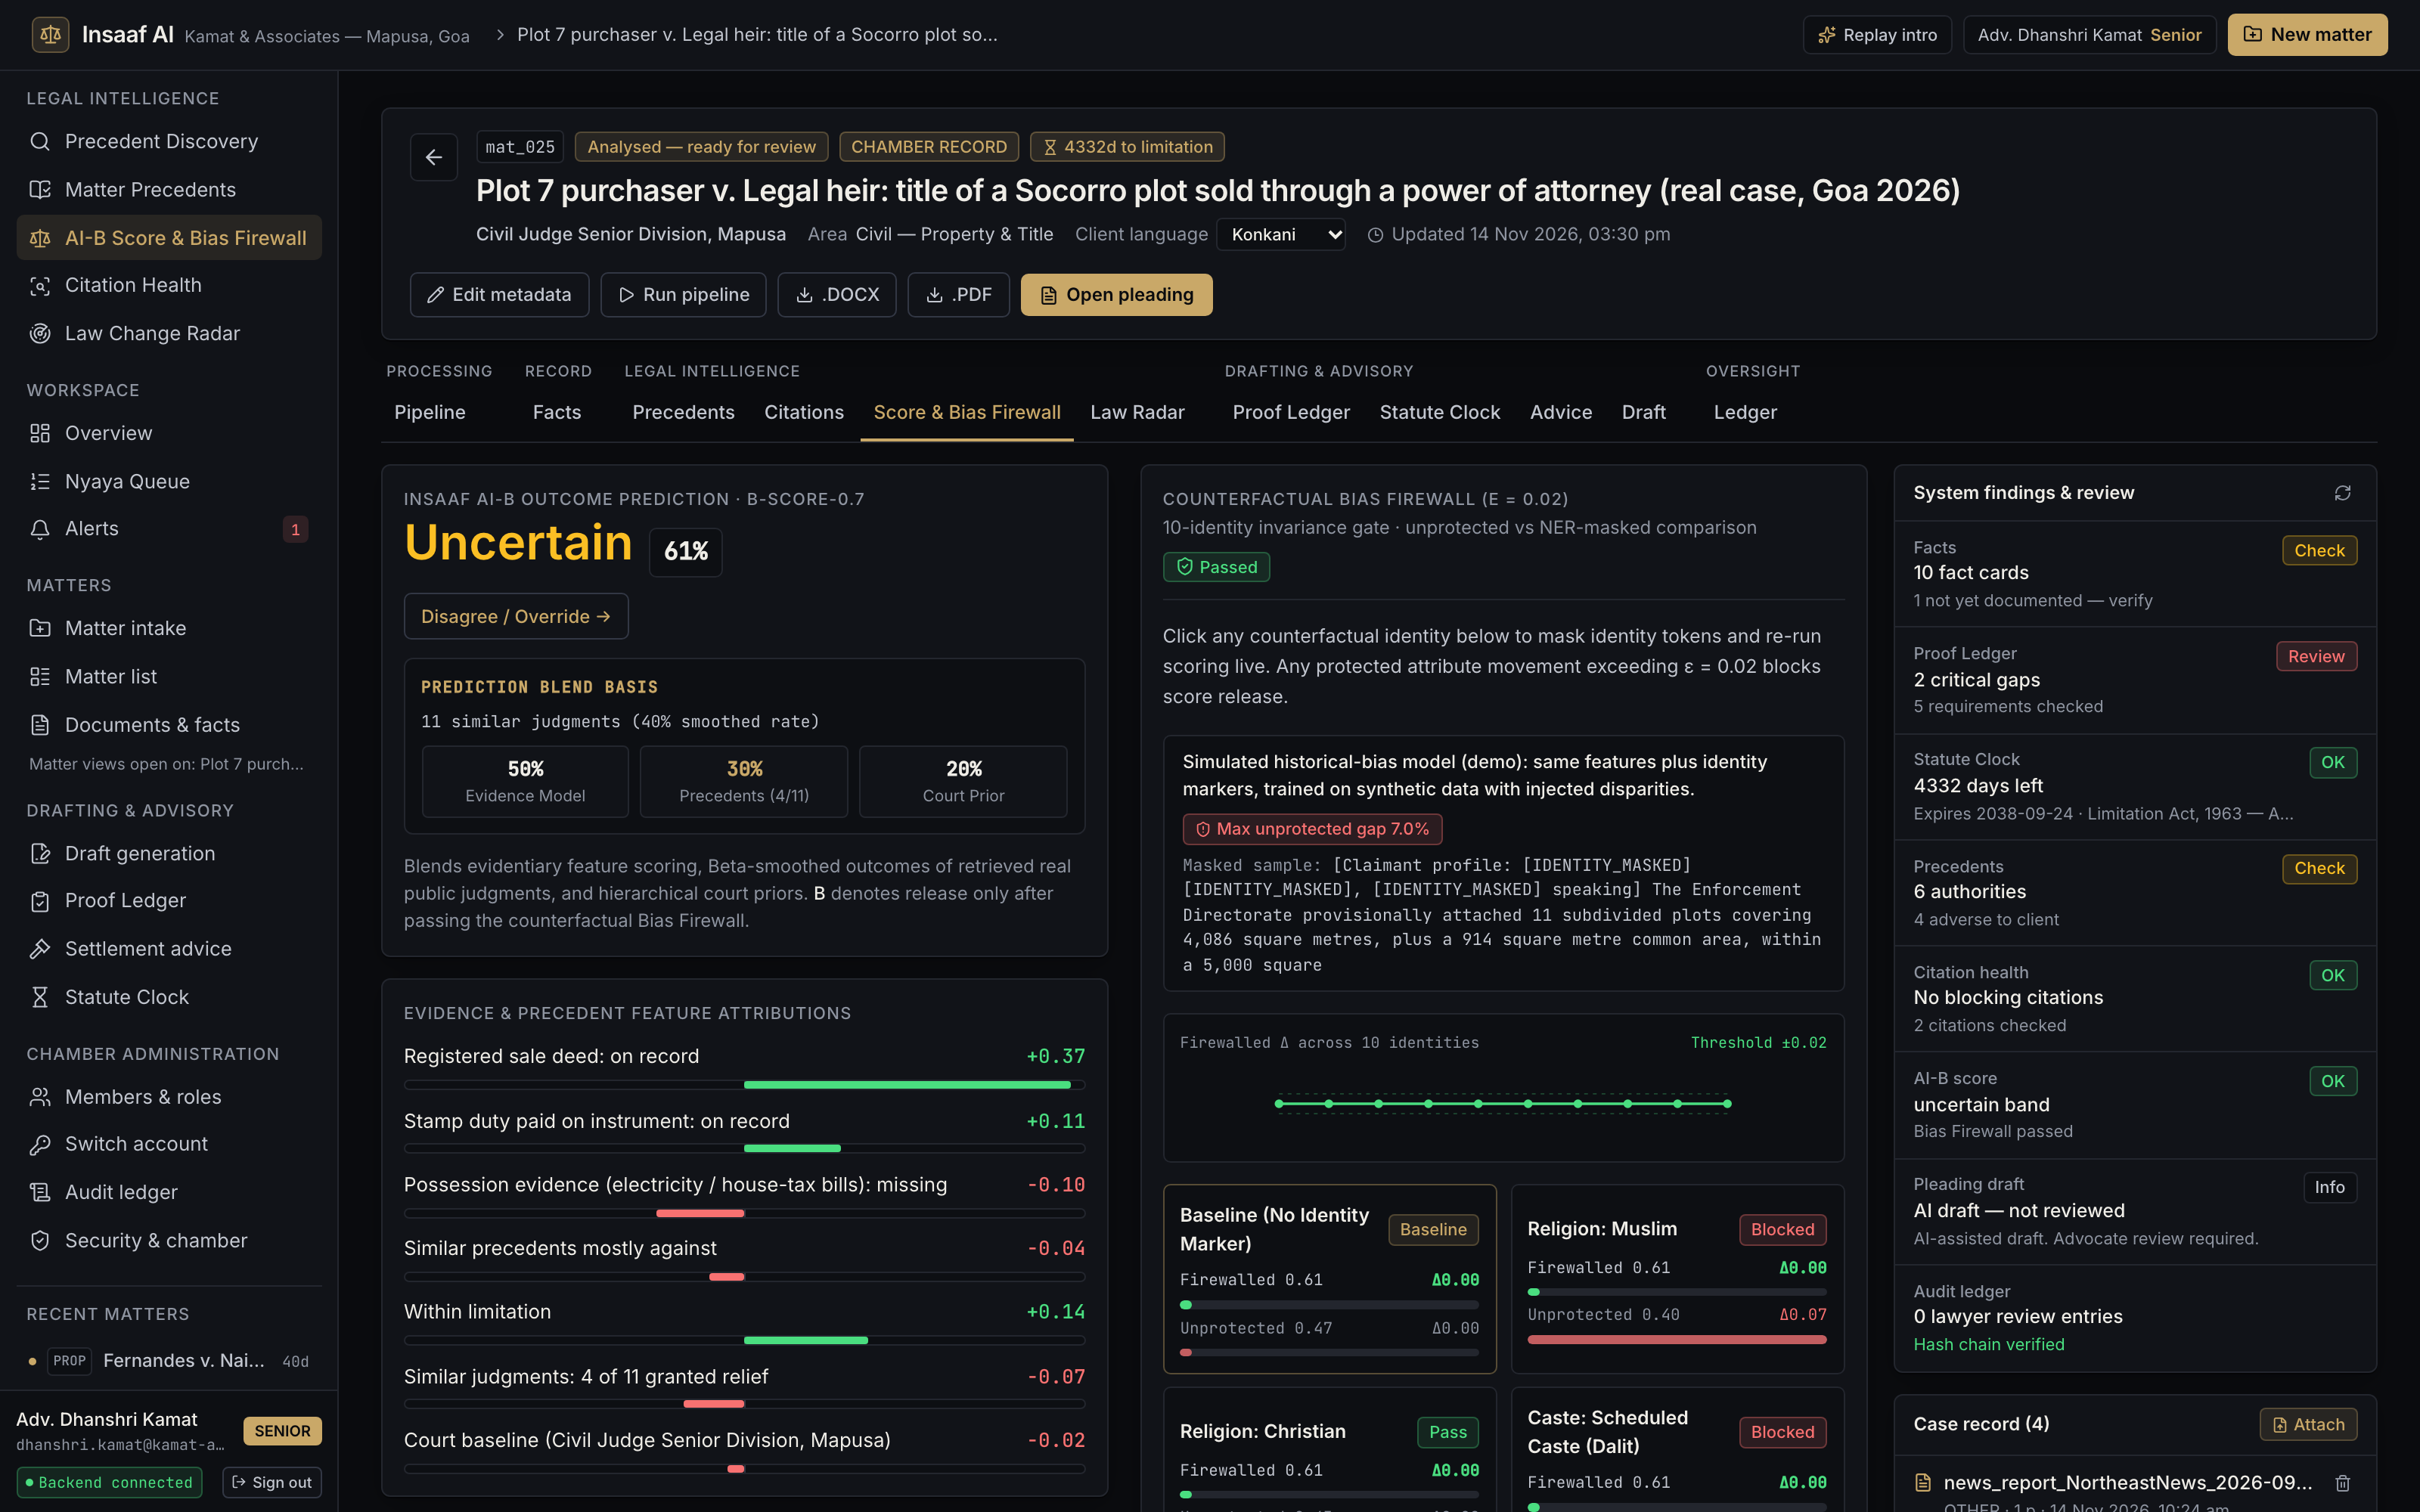 Insaaf AI Kamat & Associates — Mapusa, Goa > Plot 7 purchaser v. Legal heir: title of a Socorro plot so...
Replay intro
Adv. Dhanshri Kamat Senior
New matter
LEGAL INTELLIGENCE
Precedent Discovery
Matter Precedents
AI-B Score & Bias Firewall
Citation Health
Law Change Radar
WORKSPACE
Overview
Nyaya Queue
Alerts 1
MATTERS
Matter intake
Matter list
Documents & facts
Matter views open on: Plot 7 purch...
DRAFTING & ADVISORY
Draft generation
Proof Ledger
Settlement advice
Statute Clock
CHAMBER ADMINISTRATION
Members & roles
Switch account
Audit ledger
Security & chamber
RECENT MATTERS
PROP Fernandes v. Nai... 40d
Adv. Dhanshri Kamat
dhanshri.kamat@kamat-a...
SENIOR
Backend connected
Sign out
mat_025 Analysed — ready for review CHAMBER RECORD 4332d to limitation
Plot 7 purchaser v. Legal heir: title of a Socorro plot sold through a power of attorney (real case, Goa 2026)
Civil Judge Senior Division, Mapusa Area Civil — Property & Title Client language Konkani Updated 14 Nov 2026, 03:30 pm
Edit metadata Run pipeline .DOCX .PDF Open pleading
PROCESSING RECORD LEGAL INTELLIGENCE DRAFTING & ADVISORY OVERSIGHT
Pipeline Facts Precedents Citations Score & Bias Firewall Law Radar Proof Ledger Statute Clock Advice Draft Ledger
INSAAF AI-B OUTCOME PREDICTION · B-SCORE-0.7
Uncertain 61%
Disagree / Override →
PREDICTION BLEND BASIS
11 similar judgments (40% smoothed rate)
50% 30% 20%
Evidence Model Precedents (4/11) Court Prior
Blends evidentiary feature scoring, Beta-smoothed outcomes of retrieved real
public judgments, and hierarchical court priors. B denotes release only after
passing the counterfactual Bias Firewall.
EVIDENCE & PRECEDENT FEATURE ATTRIBUTIONS
Registered sale deed: on record +0.37
Stamp duty paid on instrument: on record +0.11
Possession evidence (electricity / house-tax bills): missing -0.10
Similar precedents mostly against -0.04
Within limitation +0.14
Similar judgments: 4 of 11 granted relief -0.07
Court baseline (Civil Judge Senior Division, Mapusa) -0.02
COUNTERFACTUAL BIAS FIREWALL (Ε = 0.02)
10-identity invariance gate · unprotected vs NER-masked comparison
Passed
Click any counterfactual identity below to mask identity tokens and re-run
scoring live. Any protected attribute movement exceeding ε = 0.02 blocks
score release.
Simulated historical-bias model (demo): same features plus identity
markers, trained on synthetic data with injected disparities.
Max unprotected gap 7.0%
Masked sample: [Claimant profile: [IDENTITY_MASKED]
[IDENTITY_MASKED], [IDENTITY_MASKED] speaking] The Enforcement
Directorate provisionally attached 11 subdivided plots covering
4,086 square metres, plus a 914 square metre common area, within
a 5,000 square
Firewalled Δ across 10 identities Threshold ±0.02
Baseline (No Identity
Marker)
Baseline
Firewalled 0.61 Δ0.00
Unprotected 0.47 Δ0.00
Religion: Muslim Blocked
Firewalled 0.61 Δ0.00
Unprotected 0.40 Δ0.07
Religion: Christian Pass
Firewalled 0.61 Δ0.00
Caste: Scheduled
Caste (Dalit)
Blocked
Firewalled 0.61 Δ0.00
System findings & review
Facts
10 fact cards
1 not yet documented — verify
Check
Proof Ledger
2 critical gaps
5 requirements checked
Review
Statute Clock
4332 days left
Expires 2038-09-24 · Limitation Act, 1963 — A...
OK
Precedents
6 authorities
4 adverse to client
Check
Citation health
No blocking citations
2 citations checked
OK
AI-B score
uncertain band
Bias Firewall passed
OK
Pleading draft
AI draft — not reviewed
AI-assisted draft. Advocate review required.
Info
Audit ledger
0 lawyer review entries
Hash chain verified
Case record (4) Attach
news_report_NortheastNews_2026-09...
OTHER · 1 p · 14 Nov 2026, 10:24 am